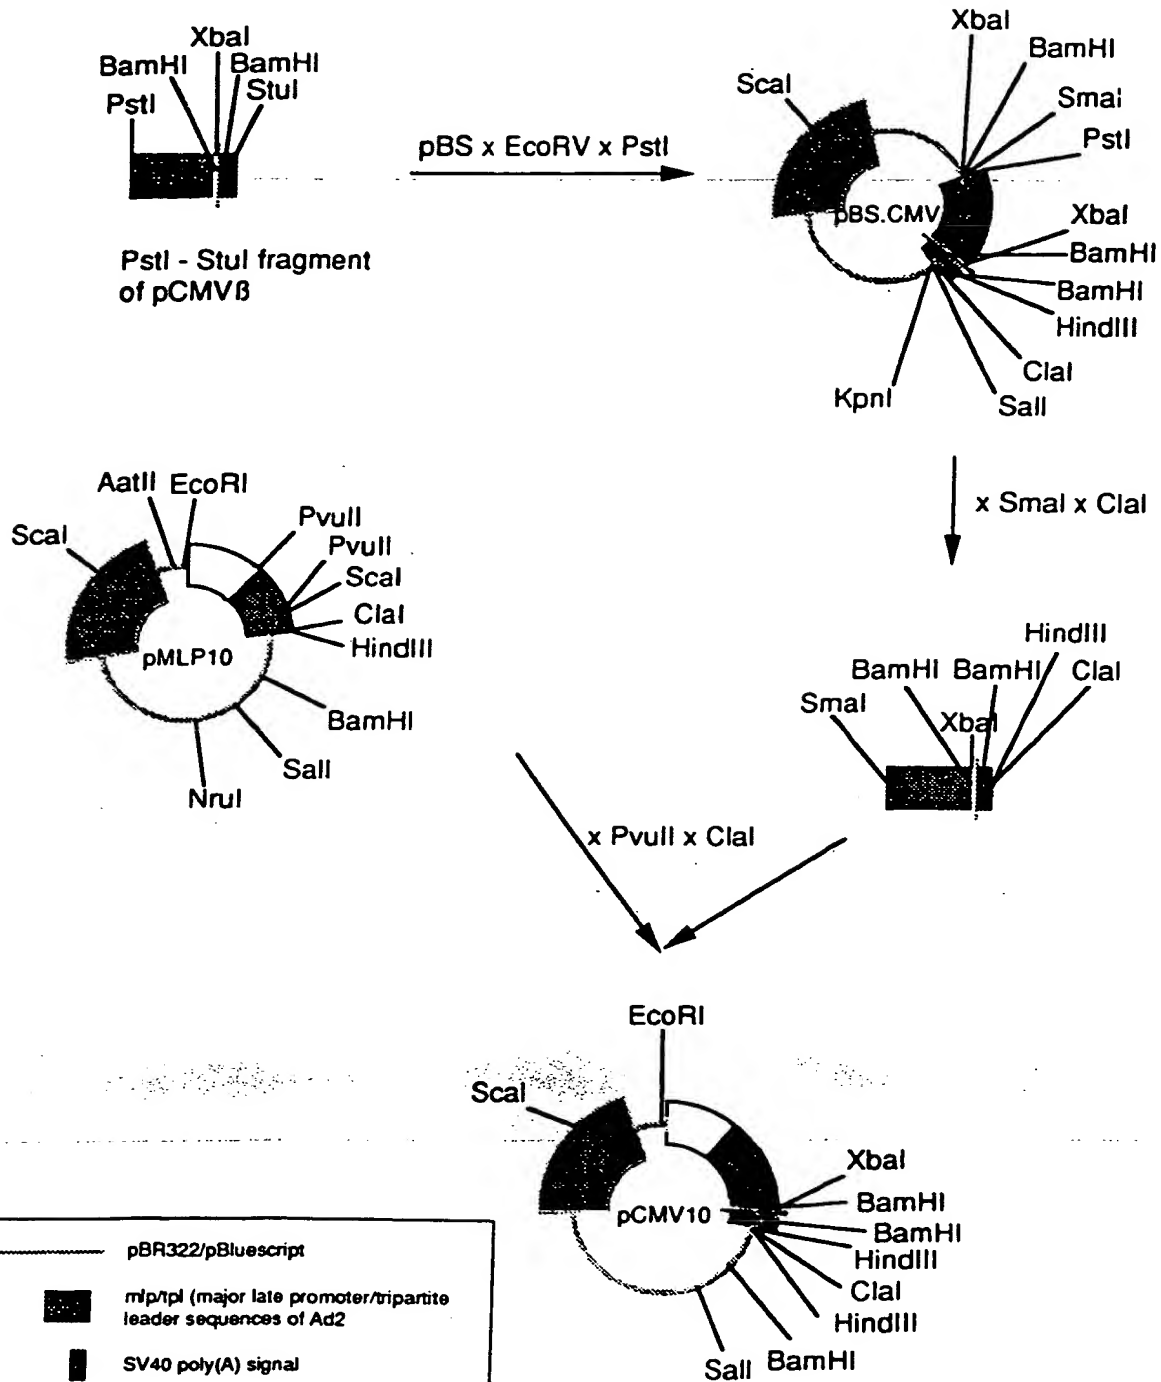 XbaI
BamHI
BamHI
PstI
StuI
PstI - StuI fragment
of pCMVß
pBS x EcoRV x PstI
XbaI
BamHI
ScaI
SmaI
PstI
pBS.CMV
XbaI
BamHI
BamHI
HindIII
ClaI
SalI
KpnI
x SmaI x ClaI
AatII
EcoRI
ScaI
PvuII
PvuII
ScaI
ClaI
HindIII
pMLP10
BamHI
SalI
NruI
HindIII
BamHI
BamHI
ClaI
SmaI
XbaI
x PvuII x ClaI
EcoRI
ScaI
XbaI
BamHI
BamHI
HindIII
ClaI
HindIII
pCMV10
SalI
BamHI
pBR322/pBluescript
mlp/tpl (major late promoter/tripartite
leader sequences of Ad2
SV40 poly(A) signal